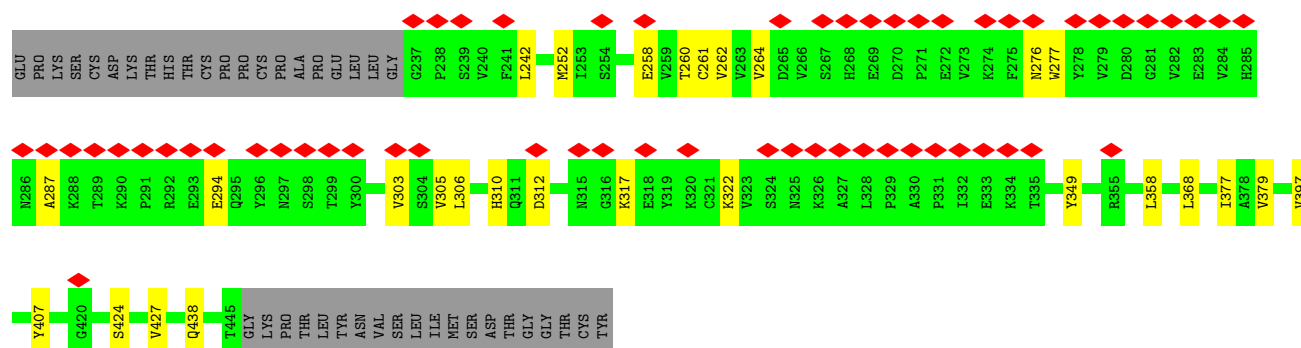 GLU PRO LYS SER CYS ASP LYS THR HIS THR CYS PRO PRO CYS PRO ALA PRO GLU LEU LEU GLY G237 P238 S239 V240 F241 L242 M252 I253 S254 E258 V259 T260 C261 V262 V263 V264 D265 V266 S267 H268 E269 D270 P271 E272 V273 K274 F275 N276 W277 Y278 V279 D280 G281 V282 E283 V284 H285
N286 A287 K288 T289 K290 P291 R292 E293 E294 Q295 Y296 N297 S298 T299 Y300 V303 S304 V305 L306 H310 Q311 D312 N315 G316 K317 E318 Y319 K320 C321 K322 V323 S324 N325 K326 A327 L328 P329 A330 P331 I332 E333 K334 T335 Y349 R355 L358 L368 I377 A378 V379 V397
Y407 G420 S424 V427 Q438 T445 GLY LYS PRO THR LEU TYR ASN VAL SER LEU ILE MET SER ASP THR GLY GLY THR CYS TYR